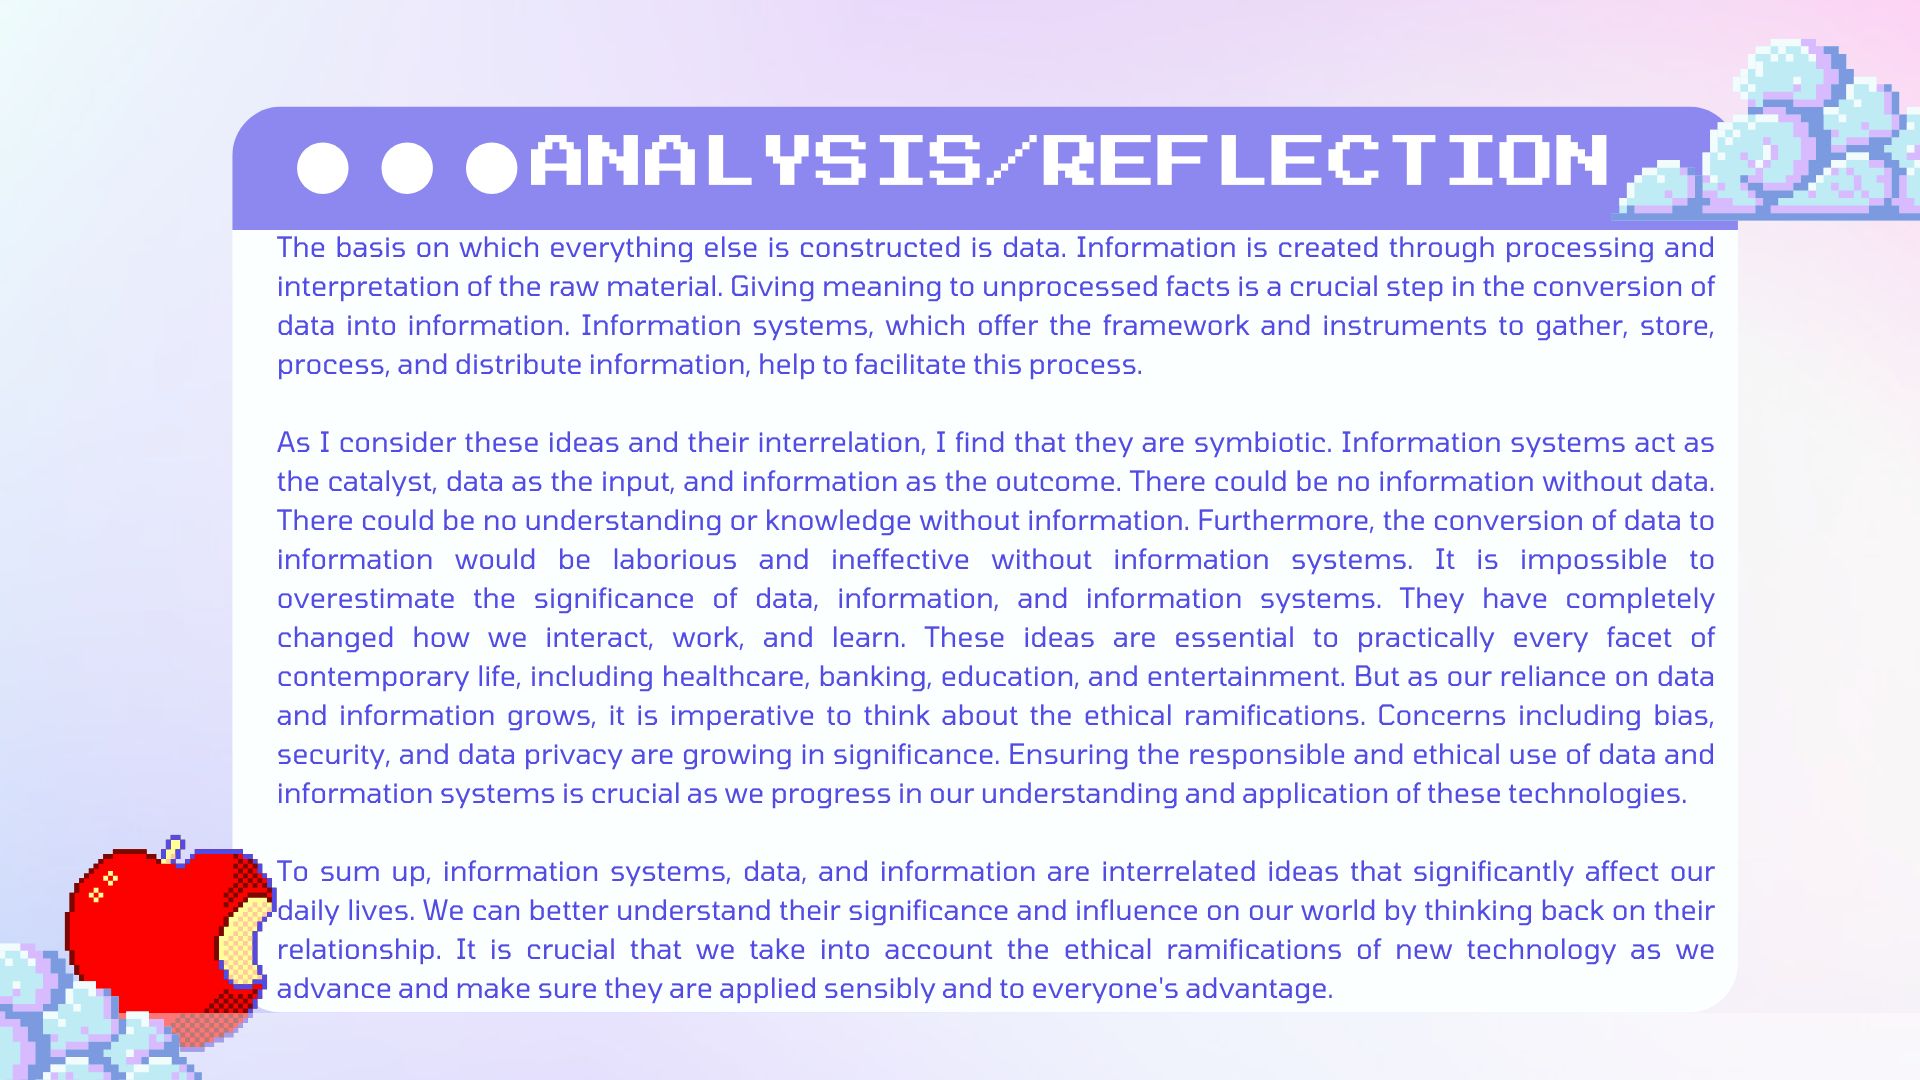 ANALYSIS/REFLECTION
The basis on which everything else is constructed is data. Information is created through processing and
interpretation of the raw material. Giving meaning to unprocessed facts is a crucial step in the conversion of
data into information. Information systems, which offer the framework and instruments to gather, store,
process, and distribute information, help to facilitate this process.
As I consider these ideas and their interrelation, I find that they are symbiotic. Information systems act as
the catalyst, data as the input, and information as the outcome. There could be no information without data.
There could be no understanding or knowledge without information. Furthermore, the conversion of data to
information would be laborious and ineffective without information systems. It is impossible to
overestimate the significance of data, information, and information systems. They have completely
changed how we interact, work, and learn. These ideas are essential to practically every facet of
contemporary life, including healthcare, banking, education, and entertainment. But as our reliance on data
and information grows, it is imperative to think about the ethical ramifications. Concerns including bias,
security, and data privacy are growing in significance. Ensuring the responsible and ethical use of data and
information systems is crucial as we progress in our understanding and application of these technologies.
To sum up, information systems, data, and information are interrelated ideas that significantly affect our
daily lives. We can better understand their significance and influence on our world by thinking back on their
relationship. It is crucial that we take into account the ethical ramifications of new technology as we
advance and make sure they are applied sensibly and to everyone's advantage.